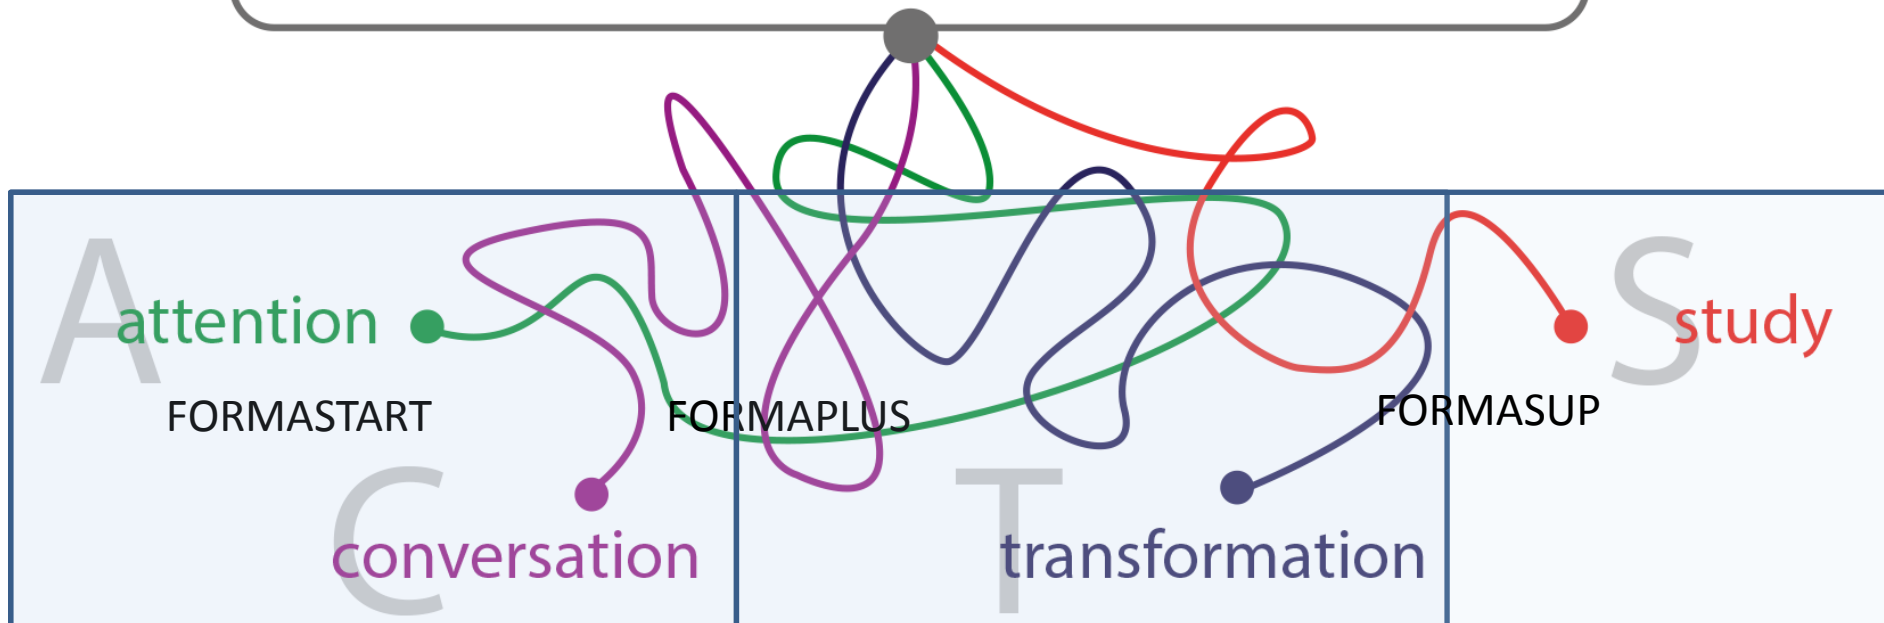 A
attention
S
study
FORMASTART
FORMAPLUS
FORMASUP
C
conversation
T
transformation